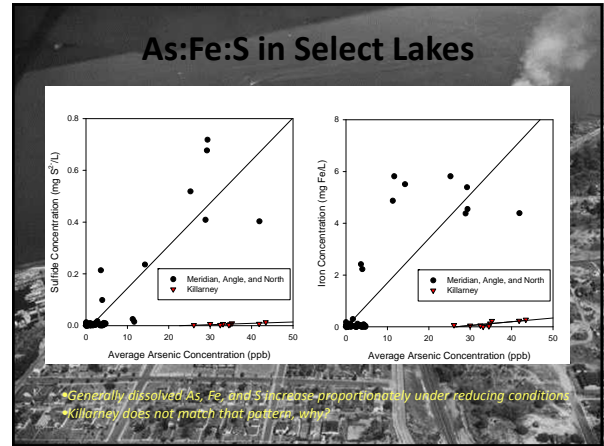 As:Fe:S in Select Lakes
0.8
0.6
0.4
0.2
0.0
Sulfide Concentration (mg S²⁻/L)
Meridian, Angle, and North
Killarney
0 10 20 30 40 50
Average Arsenic Concentration (ppb)
8
6
4
2
0
Iron Concentration (mg Fe/L)
Meridian, Angle, and North
Killarney
0 10 20 30 40 50
Average Arsenic Concentration (ppb)
•Generally dissolved As, Fe, and S increase proportionately under reducing conditions
•Killarney does not match that pattern, why?